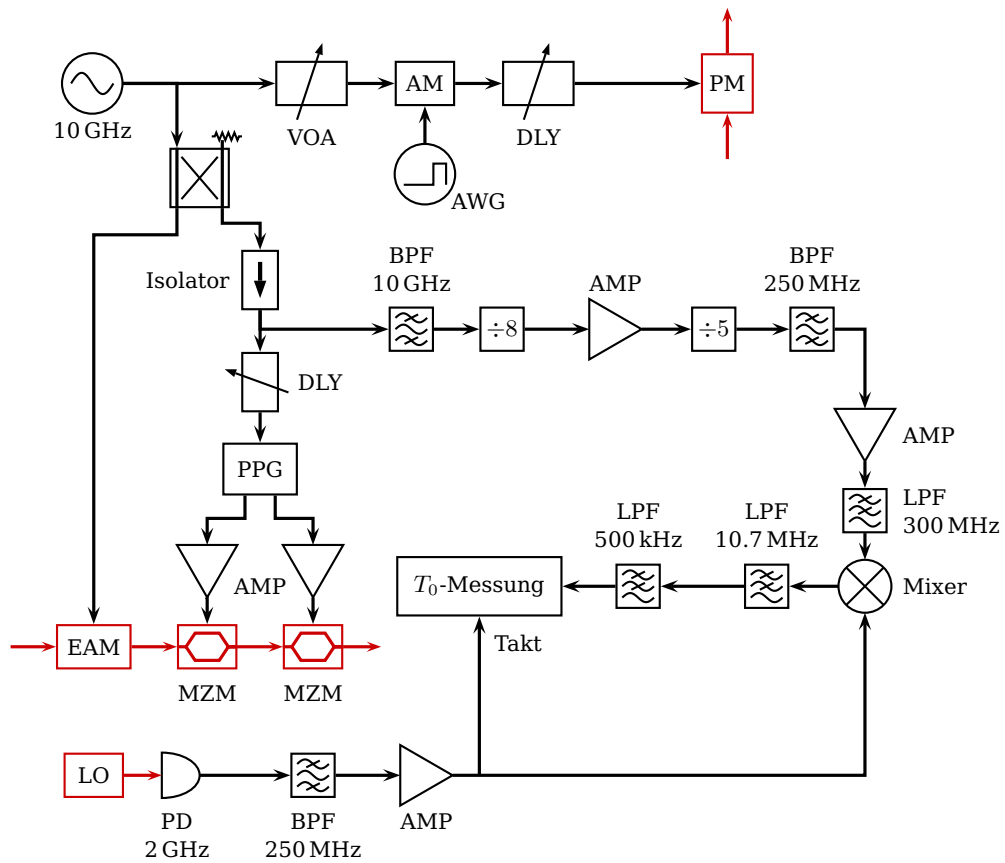 10 GHz
VOA
AM
AWG
DLY
PM
Isolator
BPF
10 GHz
÷8
AMP
÷5
BPF
250 MHz
DLY
AMP
PPG
LPF
300 MHz
LPF
500 kHz
LPF
10.7 MHz
AMP
T₀-Messung
Mixer
EAM
Takt
MZM
MZM
LO
PD
2 GHz
BPF
250 MHz
AMP